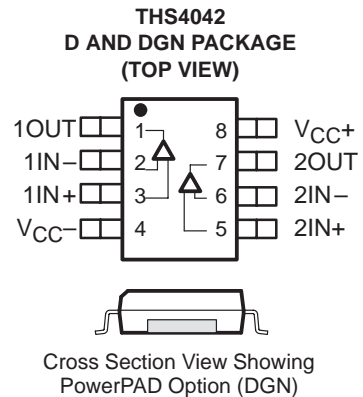 THS4042
D AND DGN PACKAGE
(TOP VIEW)
1OUT 1 8 VCC+
1IN− 2 7 2OUT
1IN+ 3 6 2IN−
VCC− 4 5 2IN+
Cross Section View Showing
PowerPAD Option (DGN)